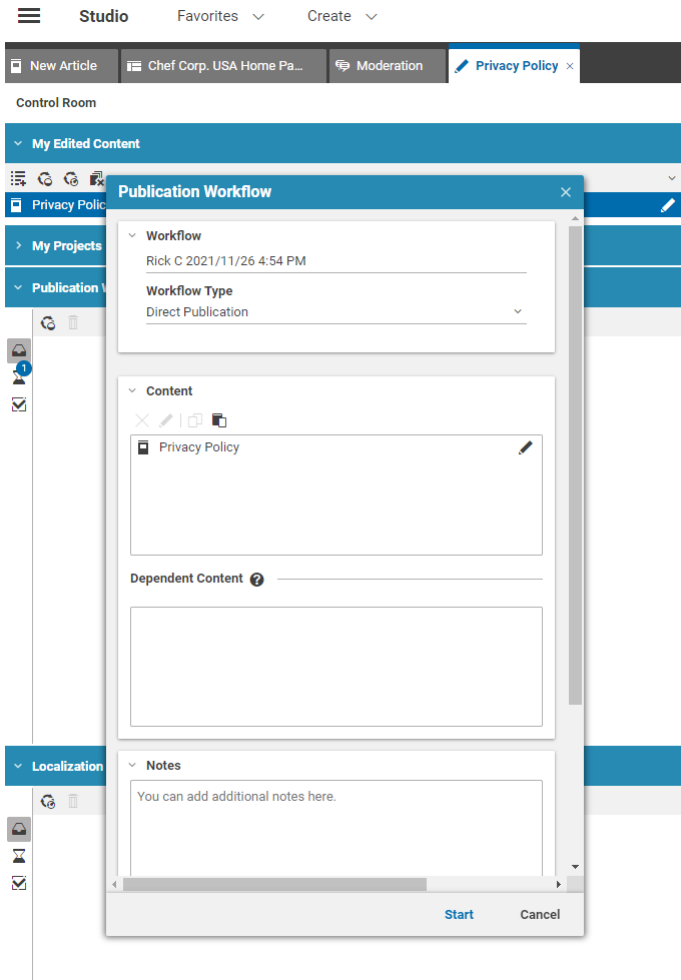 Studio Favorites Create
New Article Chef Corp. USA Home Pa... Moderation Privacy Policy ×
Control Room
My Edited Content
Privacy Polic
My Projects
Publication W
1
Localization
Publication Workflow ×
Workflow
Rick C 2021/11/26 4:54 PM
Workflow Type
Direct Publication
Content
Privacy Policy
Dependent Content ?
Notes
You can add additional notes here.
Start Cancel